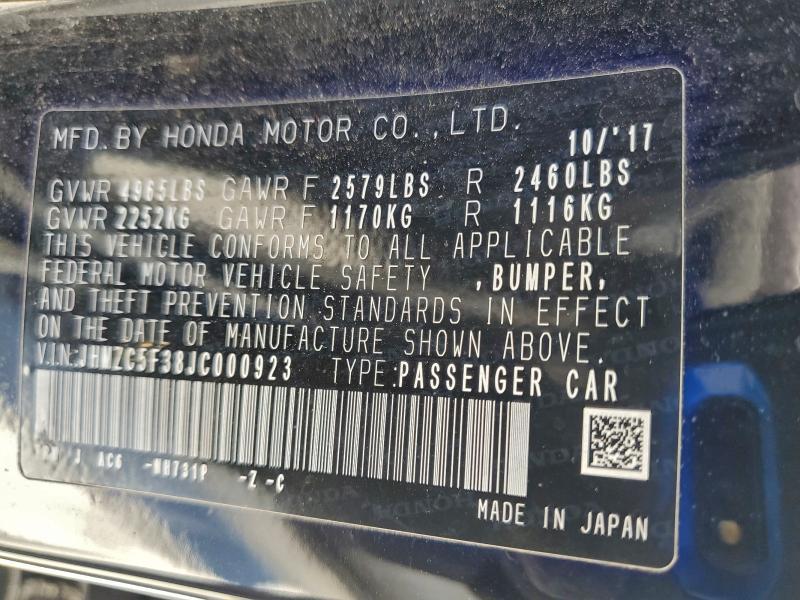 MFD. BY HONDA MOTOR CO., LTD. 10/'17
GVWR 4965LBS GAWR F 2579LBS R 2460LBS
GVWR 2252KG GAWR F 1170KG R 1116KG
THIS VEHICLE CONFORMS TO ALL APPLICABLE
FEDERAL MOTOR VEHICLE SAFETY , BUMPER,
AND THEFT PREVENTION STANDARDS IN EFFECT
ON THE DATE OF MANUFACTURE SHOWN ABOVE.
V.I.N: JHMZC5F38JC000923 TYPE: PASSENGER CAR
J AC6 -NH731P -Z -C
MADE IN JAPAN